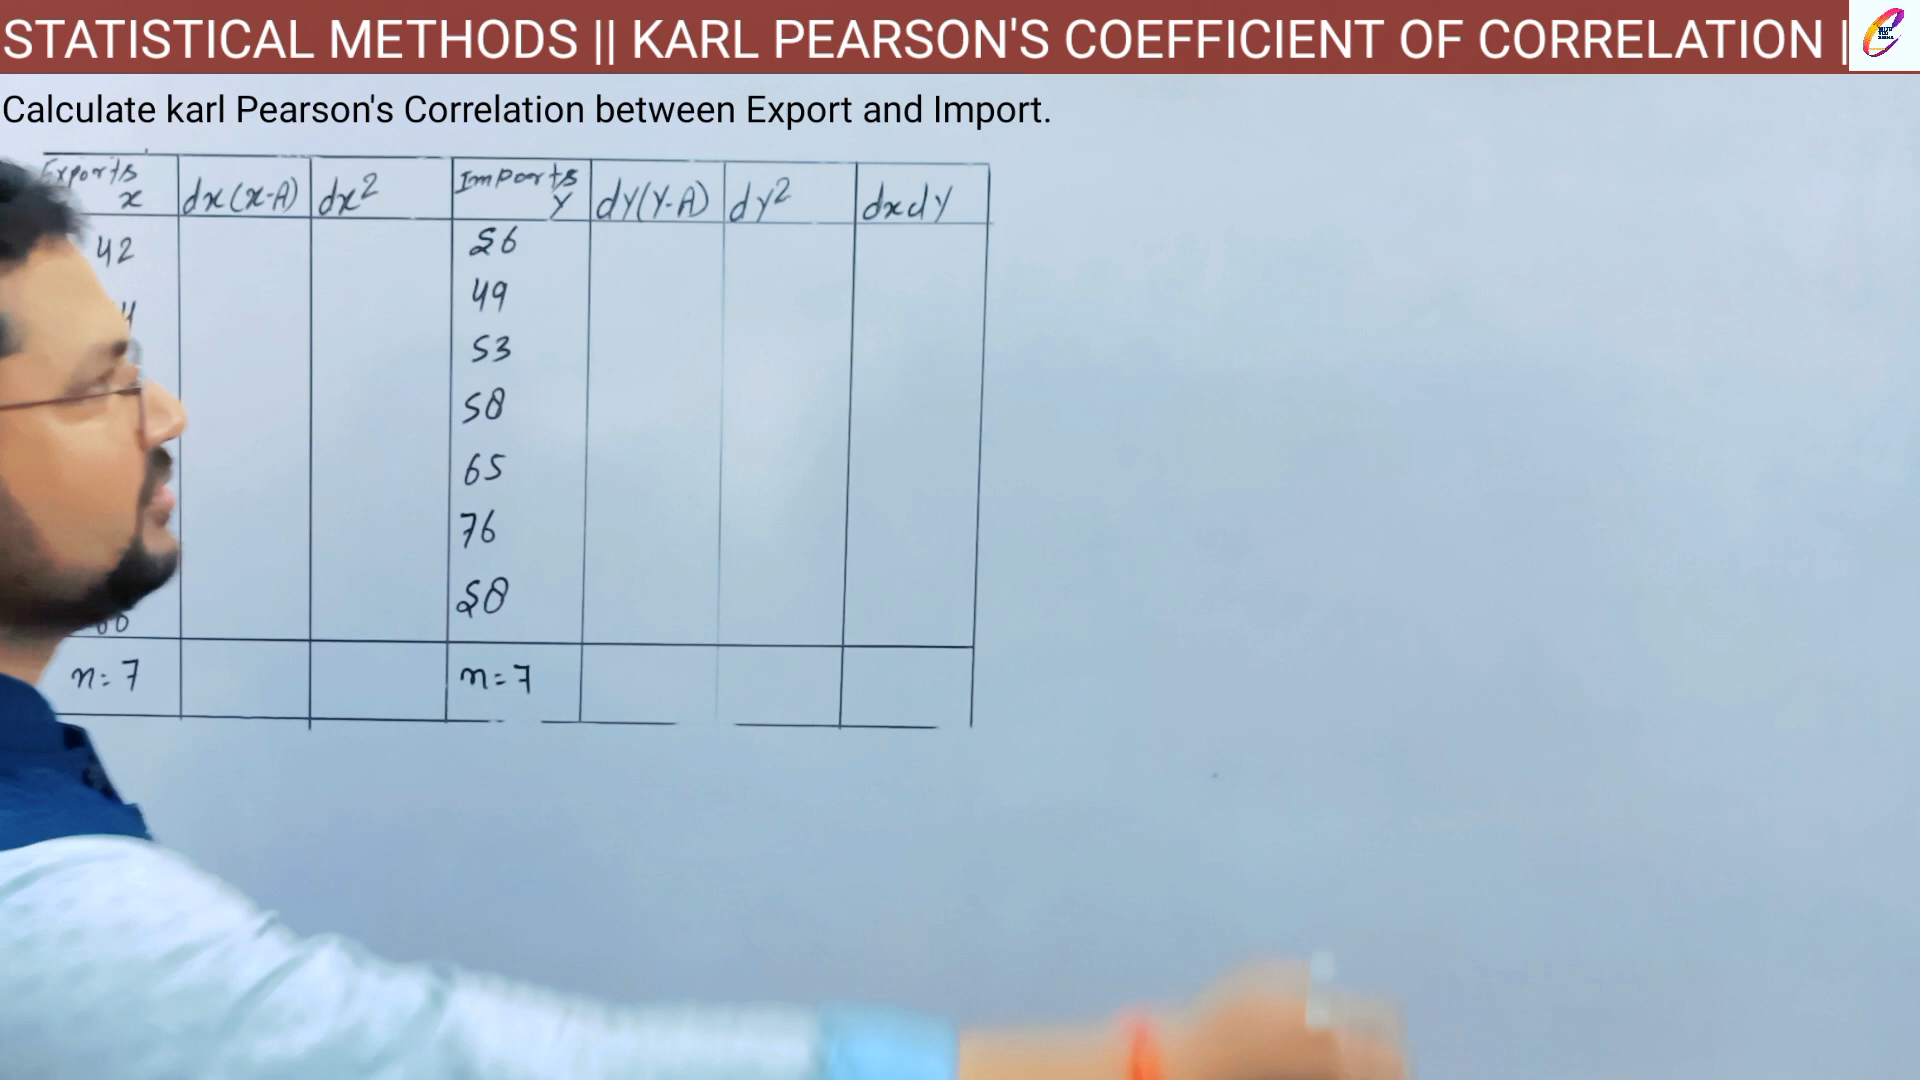 STATISTICAL METHODS || KARL PEARSON'S COEFFICIENT OF CORRELATION |
Calculate karl Pearson's Correlation between Export and Import.
Exports x dx(x-A) dx² Imports Y dy(Y-A) dy² dxdy
42 56
49
53
58
65
76
58
n=7 n=7